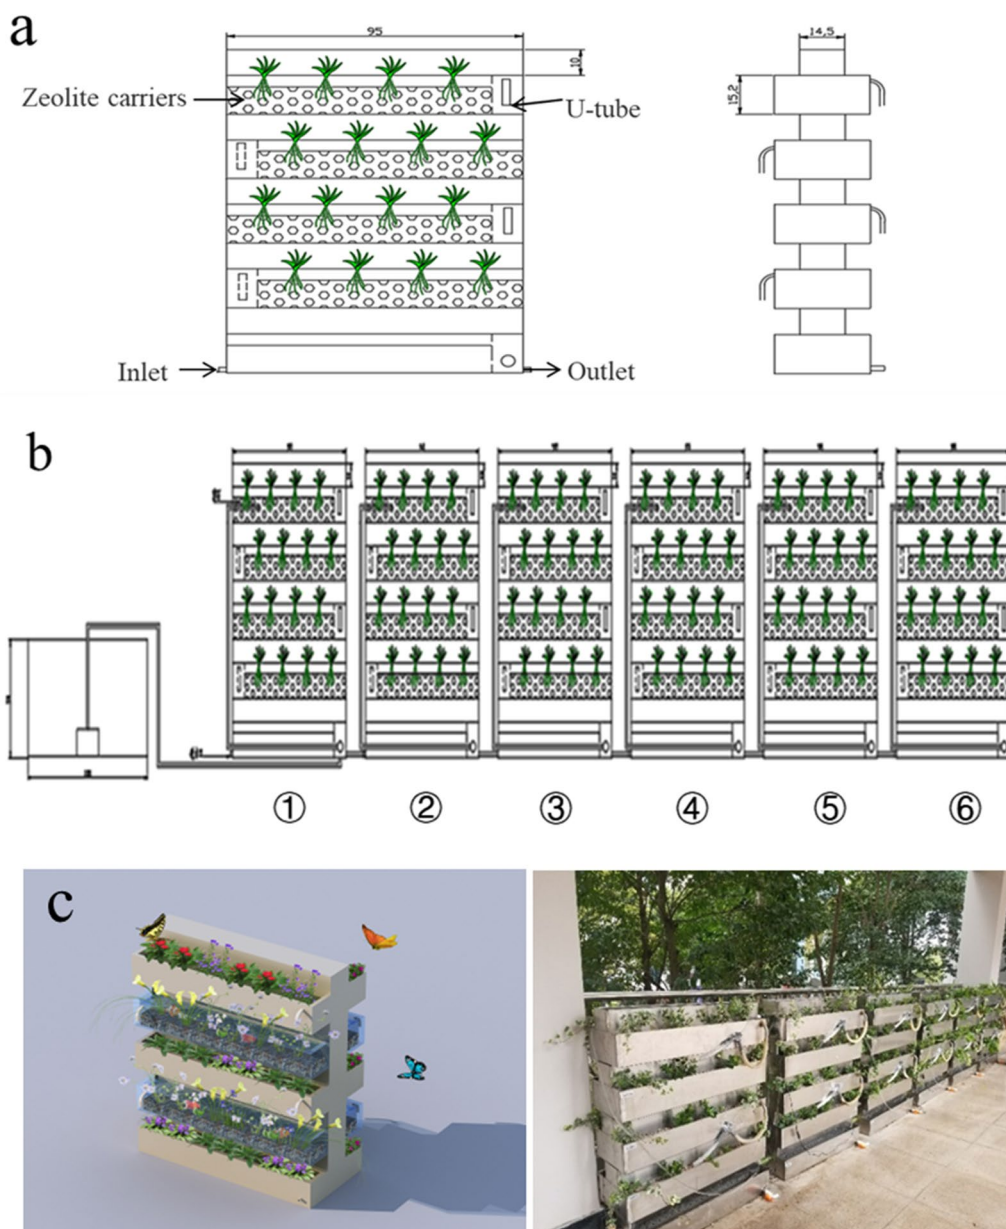 a
95
10
14,5
15,2
Zeolite carriers
U-tube
Inlet
Outlet
b
① ② ③ ④ ⑤ ⑥
c